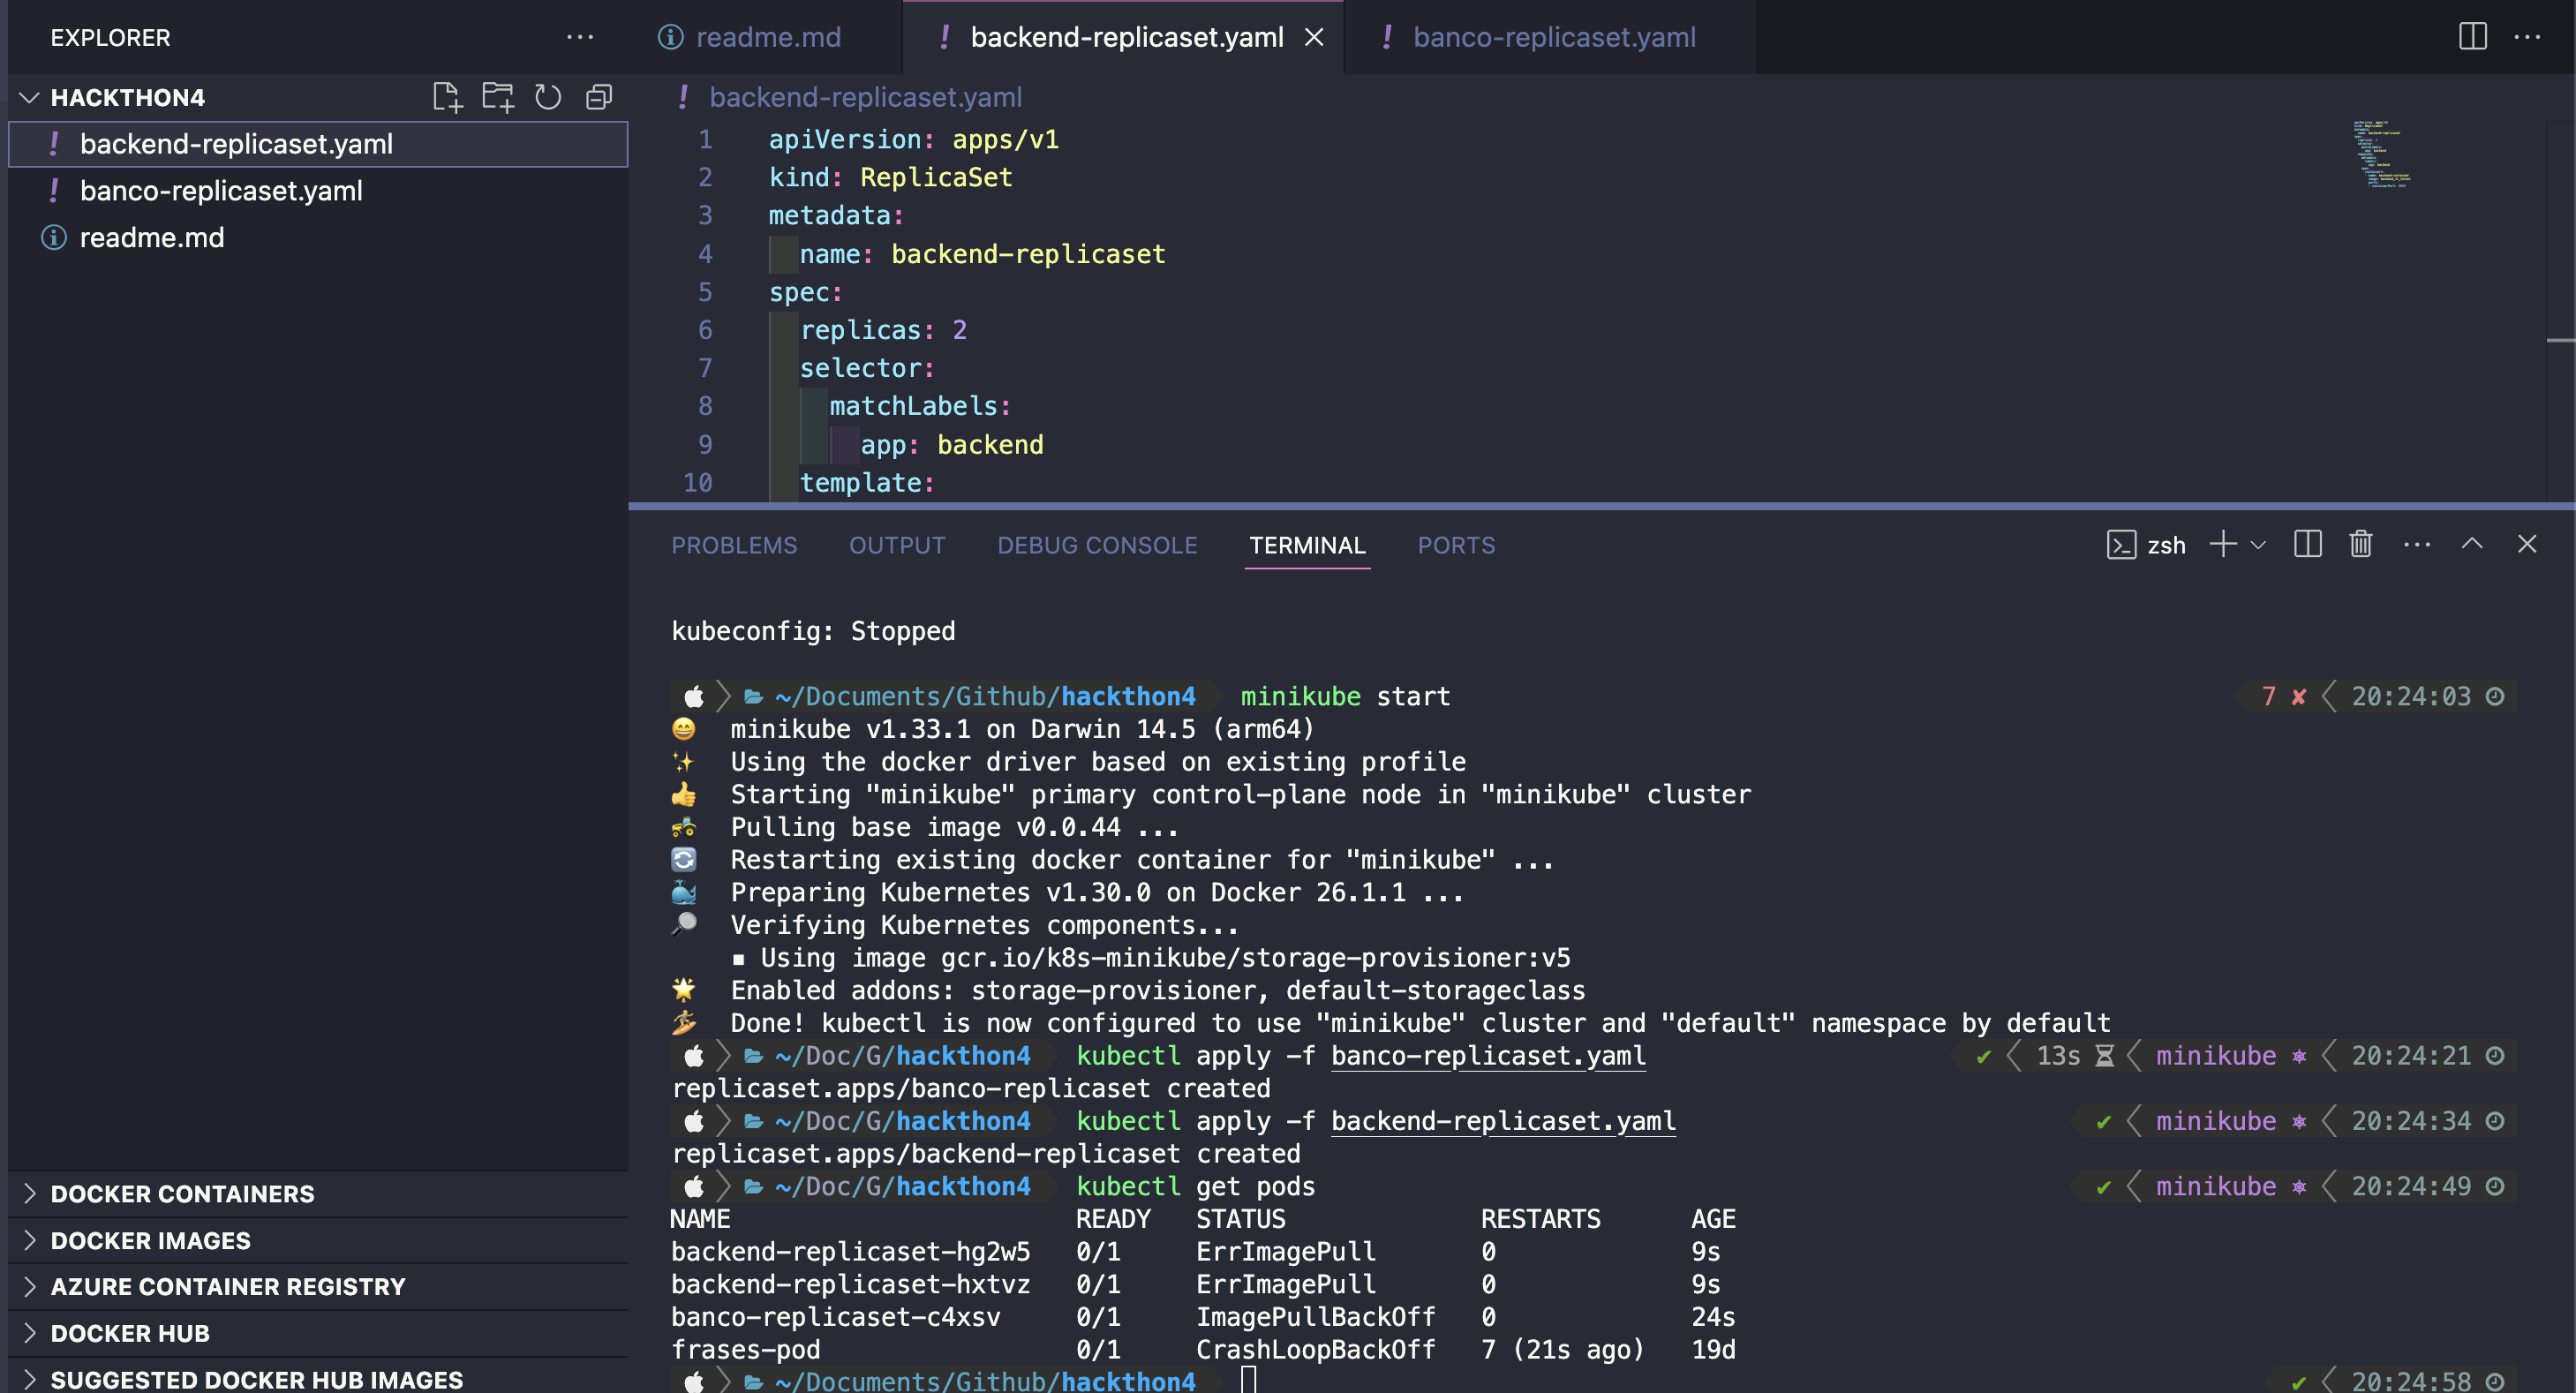 EXPLORER
HACKTHON4
! backend-replicaset.yaml
! banco-replicaset.yaml
readme.md
DOCKER CONTAINERS
DOCKER IMAGES
AZURE CONTAINER REGISTRY
DOCKER HUB
SUGGESTED DOCKER HUB IMAGES
readme.md ! backend-replicaset.yaml ! banco-replicaset.yaml
! backend-replicaset.yaml
1 apiVersion: apps/v1
2 kind: ReplicaSet
3 metadata:
4 name: backend-replicaset
5 spec:
6 replicas: 2
7 selector:
8 matchLabels:
9 app: backend
10 template:
PROBLEMS OUTPUT DEBUG CONSOLE TERMINAL PORTS zsh
kubeconfig: Stopped
~/Documents/Github/hackthon4 minikube start 7 ✘ 20:24:03
😄 minikube v1.33.1 on Darwin 14.5 (arm64)
✨ Using the docker driver based on existing profile
👍 Starting "minikube" primary control-plane node in "minikube" cluster
🚜 Pulling base image v0.0.44 ...
🔄 Restarting existing docker container for "minikube" ...
🐳 Preparing Kubernetes v1.30.0 on Docker 26.1.1 ...
🔎 Verifying Kubernetes components...
▪ Using image gcr.io/k8s-minikube/storage-provisioner:v5
🌟 Enabled addons: storage-provisioner, default-storageclass
🏄 Done! kubectl is now configured to use "minikube" cluster and "default" namespace by default
~/Doc/G/hackthon4 kubectl apply -f banco-replicaset.yaml ✔ 13s minikube ⎈ 20:24:21
replicaset.apps/banco-replicaset created
~/Doc/G/hackthon4 kubectl apply -f backend-replicaset.yaml ✔ minikube ⎈ 20:24:34
replicaset.apps/backend-replicaset created
~/Doc/G/hackthon4 kubectl get pods ✔ minikube ⎈ 20:24:49
NAME READY STATUS RESTARTS AGE
backend-replicaset-hg2w5 0/1 ErrImagePull 0 9s
backend-replicaset-hxtvz 0/1 ErrImagePull 0 9s
banco-replicaset-c4xsv 0/1 ImagePullBackOff 0 24s
frases-pod 0/1 CrashLoopBackOff 7 (21s ago) 19d
~/Documents/Github/hackthon4 ✔ 20:24:58